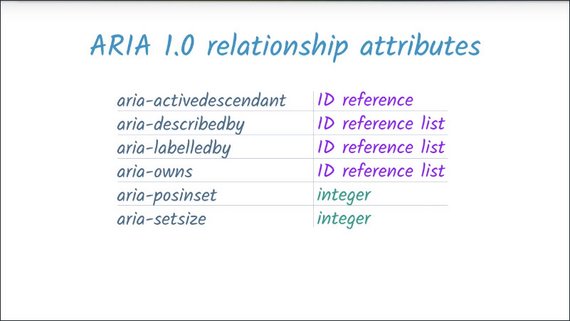 ARIA 1.0 relationship attributes
aria-activedescendant ID reference
aria-describedby ID reference list
aria-labelledby ID reference list
aria-owns ID reference list
aria-posinset integer
aria-setsize integer